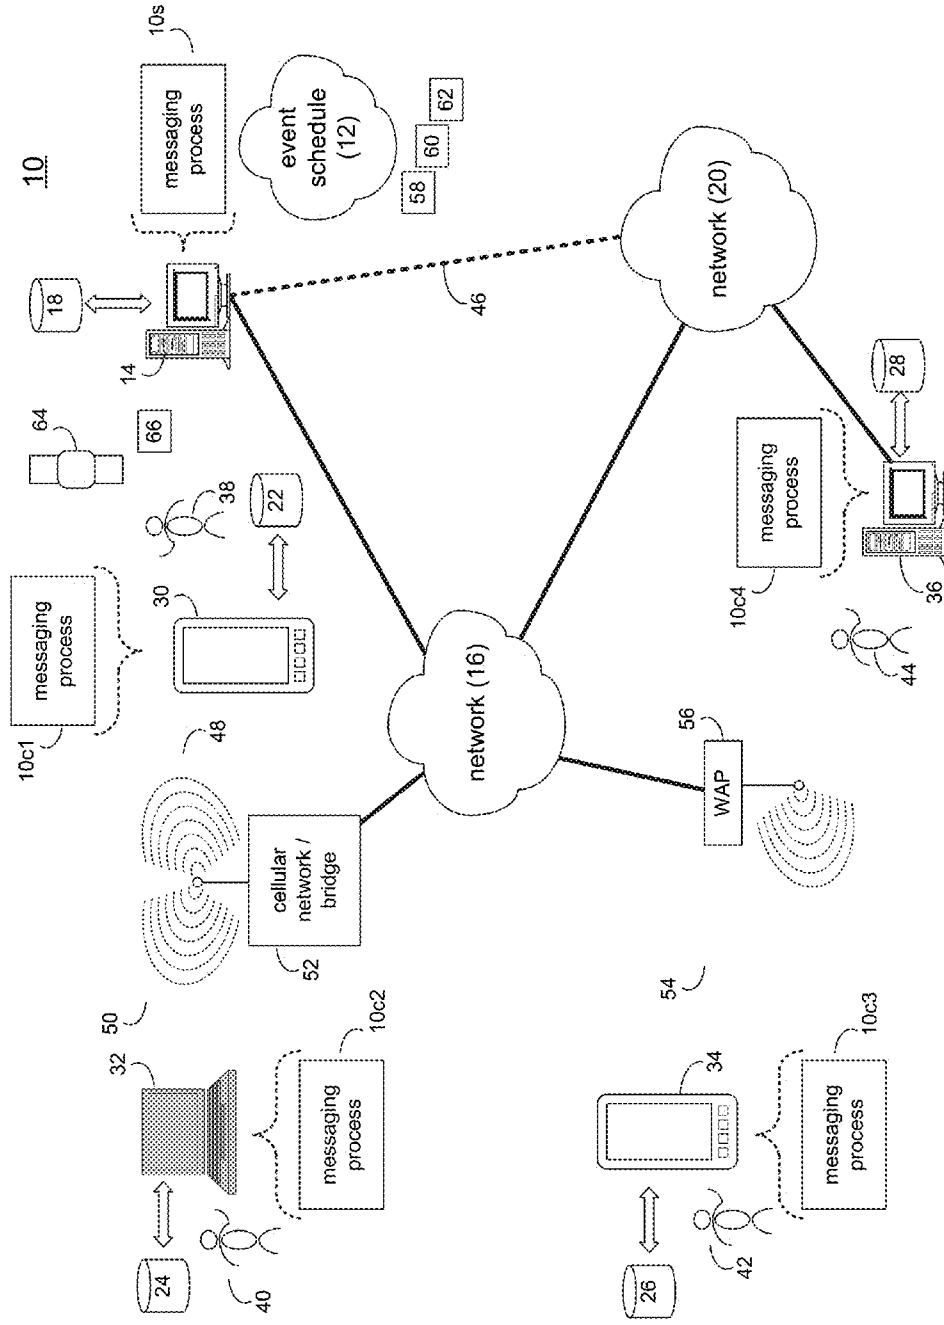 10c1
messaging
process
64
18
10
10s
50
32
24
40
messaging
process
10c2
48
30
38
22
66
14
messaging
process
cellular
network /
bridge
52
event
schedule
(12)
58
60
62
46
network (16)
network (20)
54
56
WAP
34
26
42
messaging
process
10c3
10c4
messaging
process
28
44
36